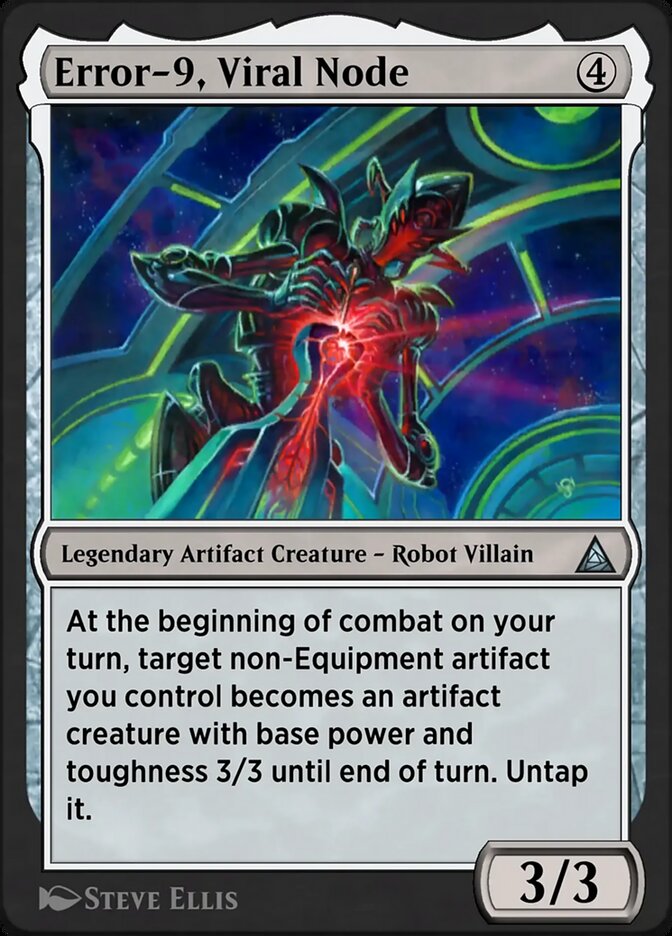 Error-9, Viral Node
4
Legendary Artifact Creature – Robot Villain
At the beginning of combat on your
turn, target non-Equipment artifact
you control becomes an artifact
creature with base power and
toughness 3/3 until end of turn. Untap
it.
3/3
Steve Ellis